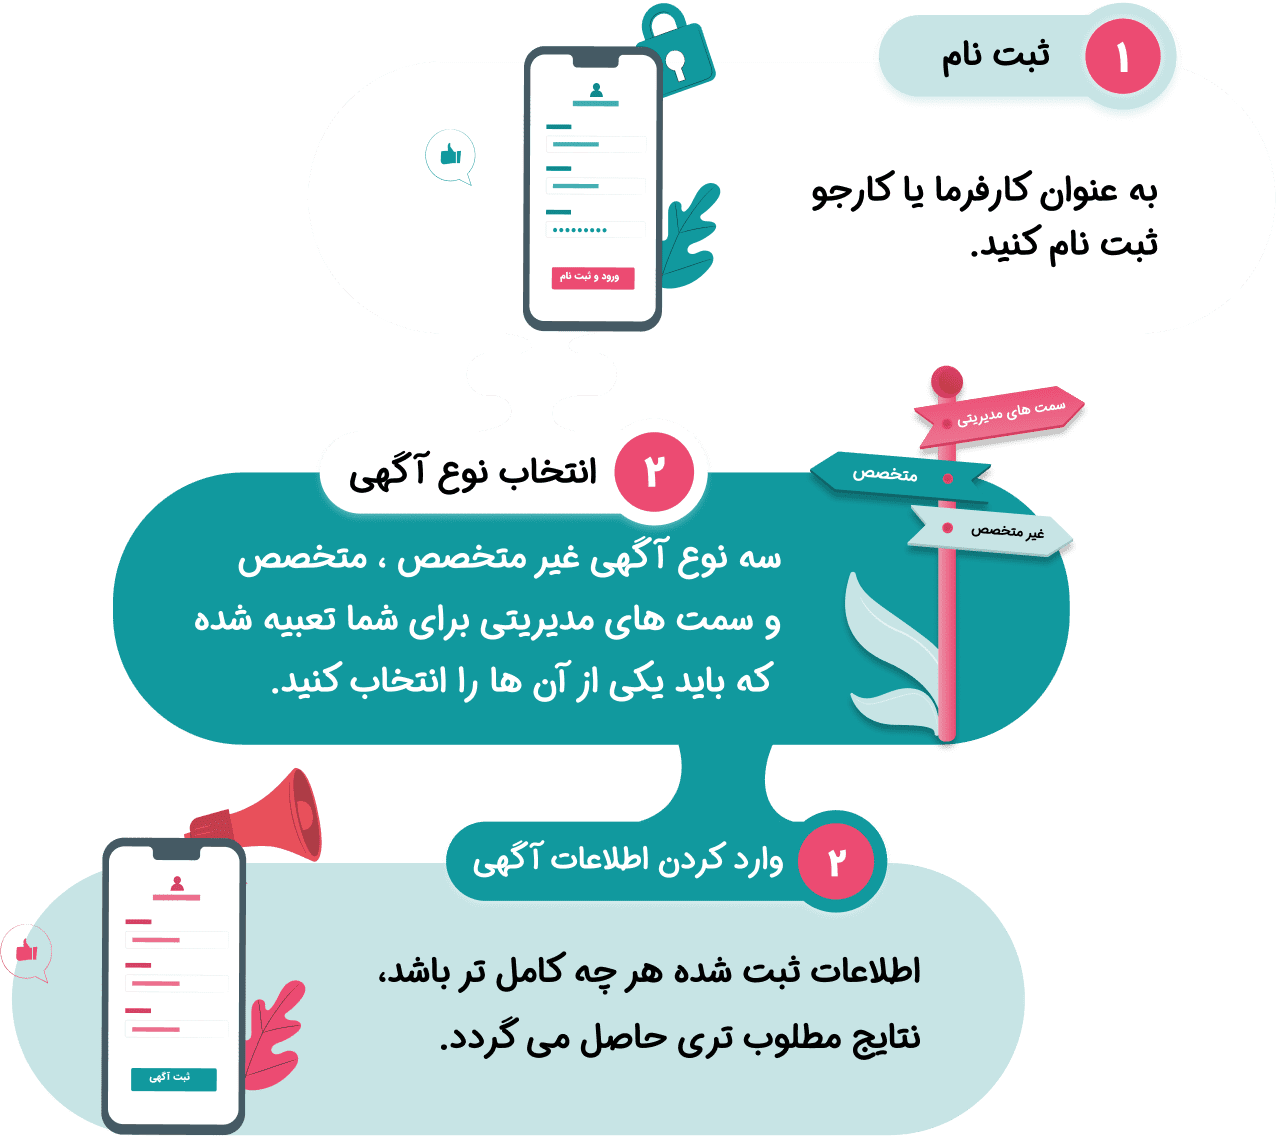 ۱
ثبت نام
به عنوان کارفرما یا کارجو
ثبت نام کنید.
ورود و ثبت نام
سمت های مدیریتی
متخصص
غیر متخصص
۲
انتخاب نوع آگهی
سه نوع آگهی غیر متخصص ، متخصص
و سمت های مدیریتی برای شما تعبیه شده
که باید یکی از آن ها را انتخاب کنید.
۲
وارد کردن اطلاعات آگهی
اطلاعات ثبت شده هر چه کامل تر باشد،
نتایج مطلوب تری حاصل می گردد.
ثبت آگهی